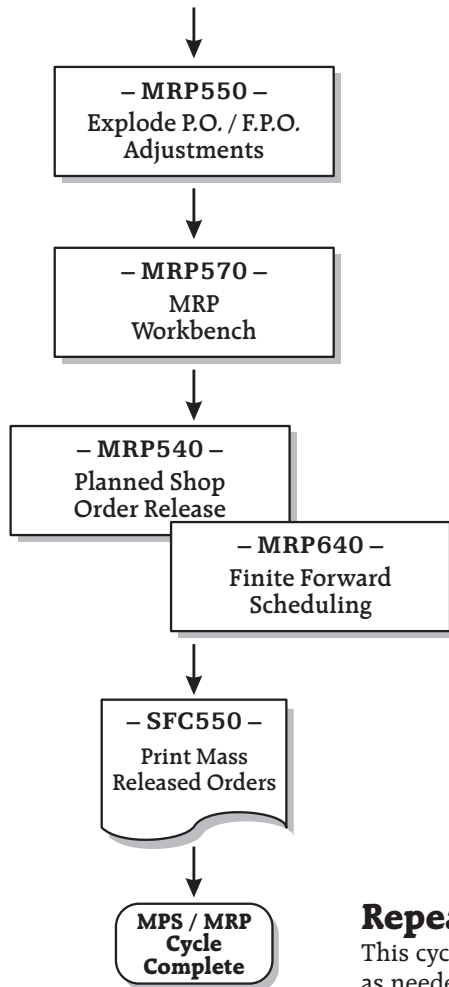 – MRP550 –
Explode P.O. / F.P.O.
Adjustments
– MRP570 –
MRP
Workbench
– MRP540 –
Planned Shop
Order Release
– MRP640 –
Finite Forward
Scheduling
– SFC550 –
Print Mass
Released Orders
MPS / MRP
Cycle
Complete
This
as